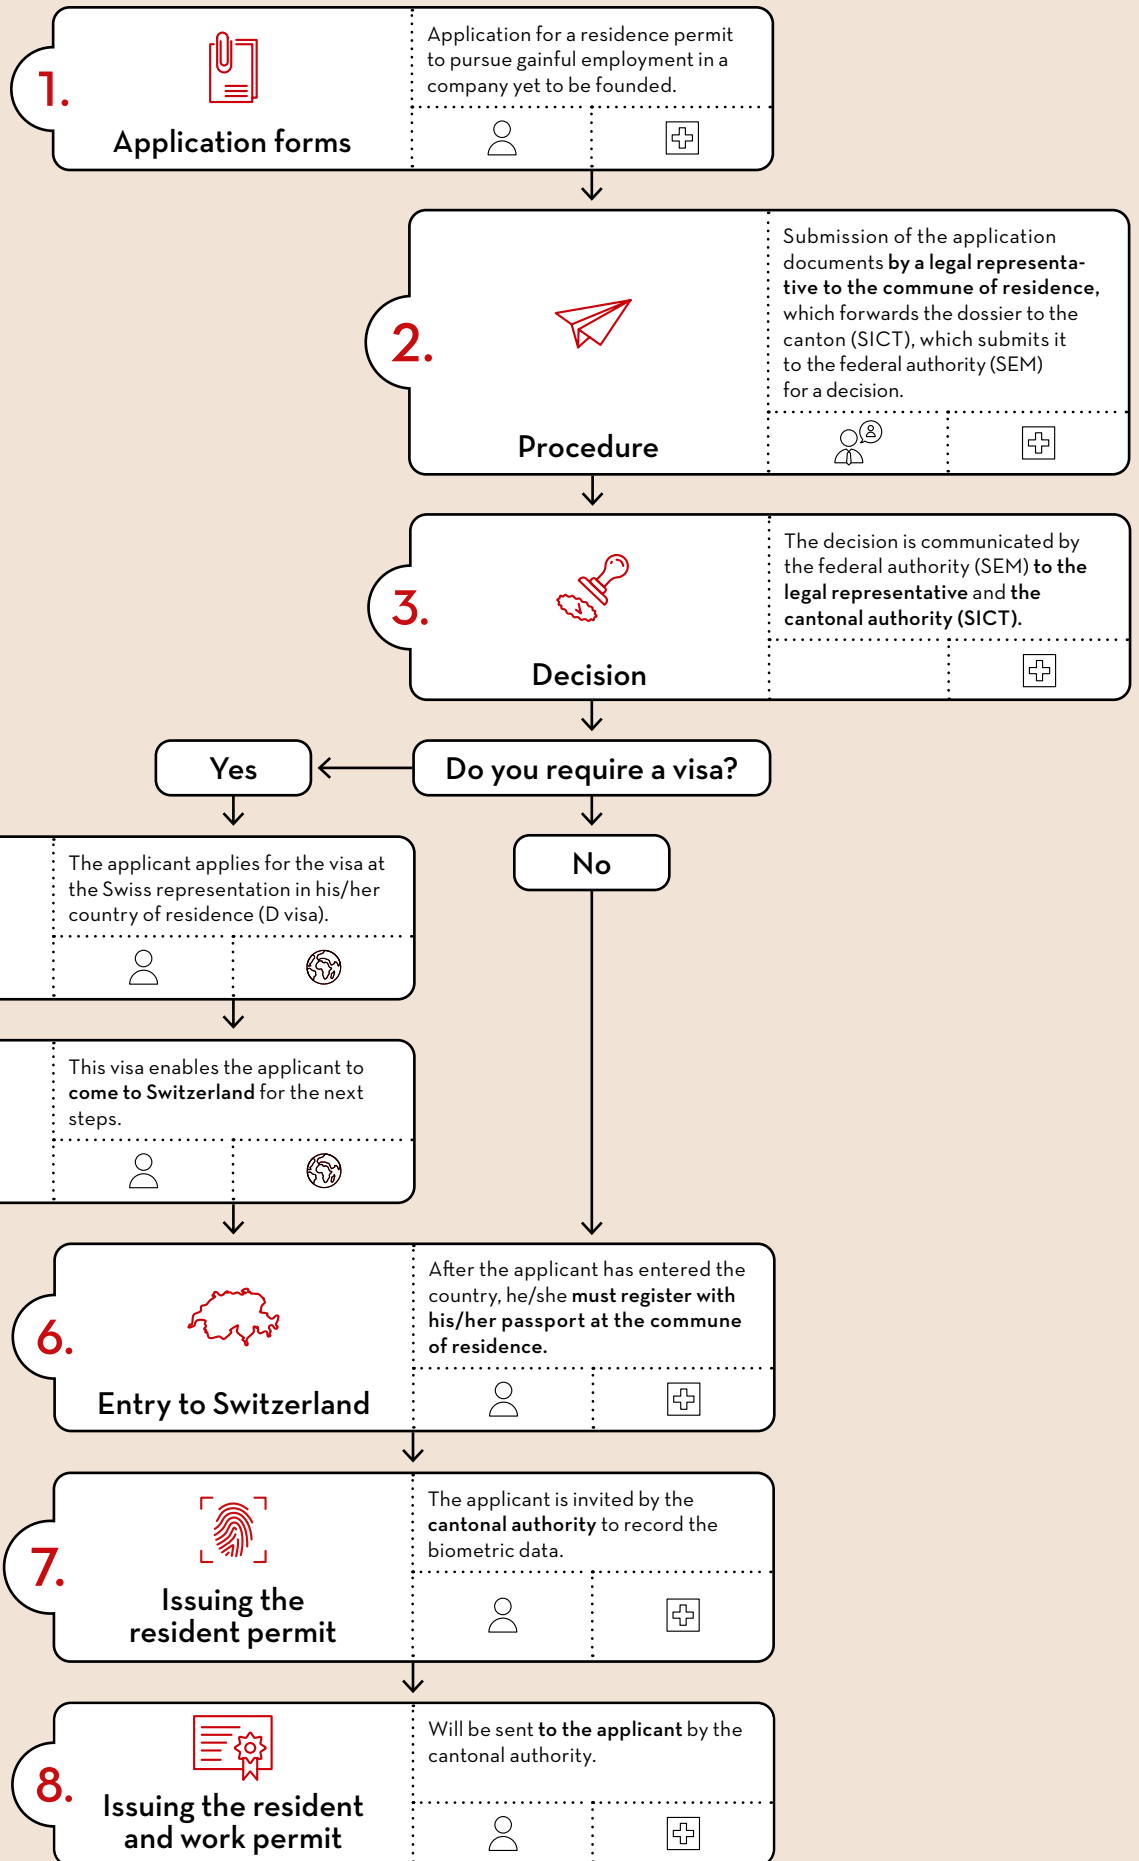 1.
Application forms
Application for a residence permit
to pursue gainful employment in a
company yet to be founded.
2.
Procedure
Submission of the application
documents by a legal representa-
tive to the commune of residence,
which forwards the dossier to the
canton (SICT), which submits it
to the federal authority (SEM)
for a decision.
3.
Decision
The decision is communicated by
the federal authority (SEM) to the
legal representative and the
cantonal authority (SICT).
Do you require a visa?
Yes
No
The applicant applies for the visa at
the Swiss representation in his/her
country of residence (D visa).
This visa enables the applicant to
come to Switzerland for the next
steps.
6.
Entry to Switzerland
After the applicant has entered the
country, he/she must register with
his/her passport at the commune
of residence.
7.
Issuing the
resident permit
The applicant is invited by the
cantonal authority to record the
biometric data.
8.
Issuing the resident
and work permit
Will be sent to the applicant by the
cantonal authority.